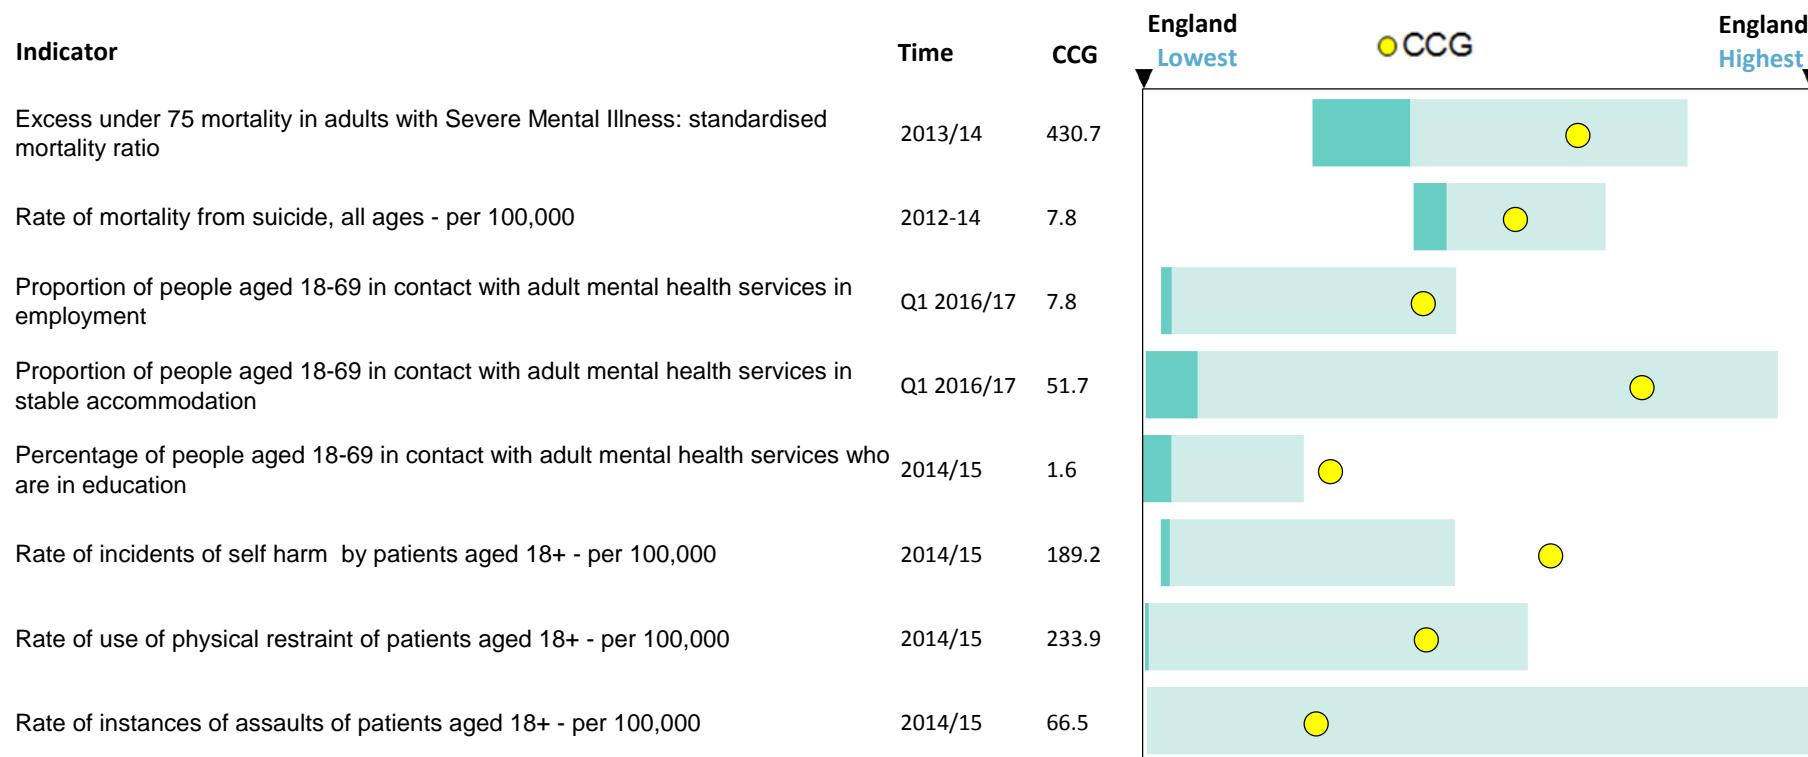 England
England
Indicator
Time
CCG
Lowest
CCG
Highest
Excess under 75 mortality in adults with Severe Mental Illness: standardised
mortality ratio
2013/14
430.7
Rate of mortality from suicide, all ages - per 100,000
2012-14
7.8
Proportion of people aged 18-69 in contact with adult mental health services in
employment
Q1 2016/17
7.8
Proportion of people aged 18-69 in contact with adult mental health services in
stable accommodation
Q1 2016/17
51.7
Percentage of people aged 18-69 in contact with adult mental health services who
are in education
2014/15
1.6
Rate of incidents of self harm  by patients aged 18+ - per 100,000
2014/15
189.2
Rate of use of physical restraint of patients aged 18+ - per 100,000
2014/15
233.9
Rate of instances of assaults of patients aged 18+ - per 100,000
2014/15
66.5